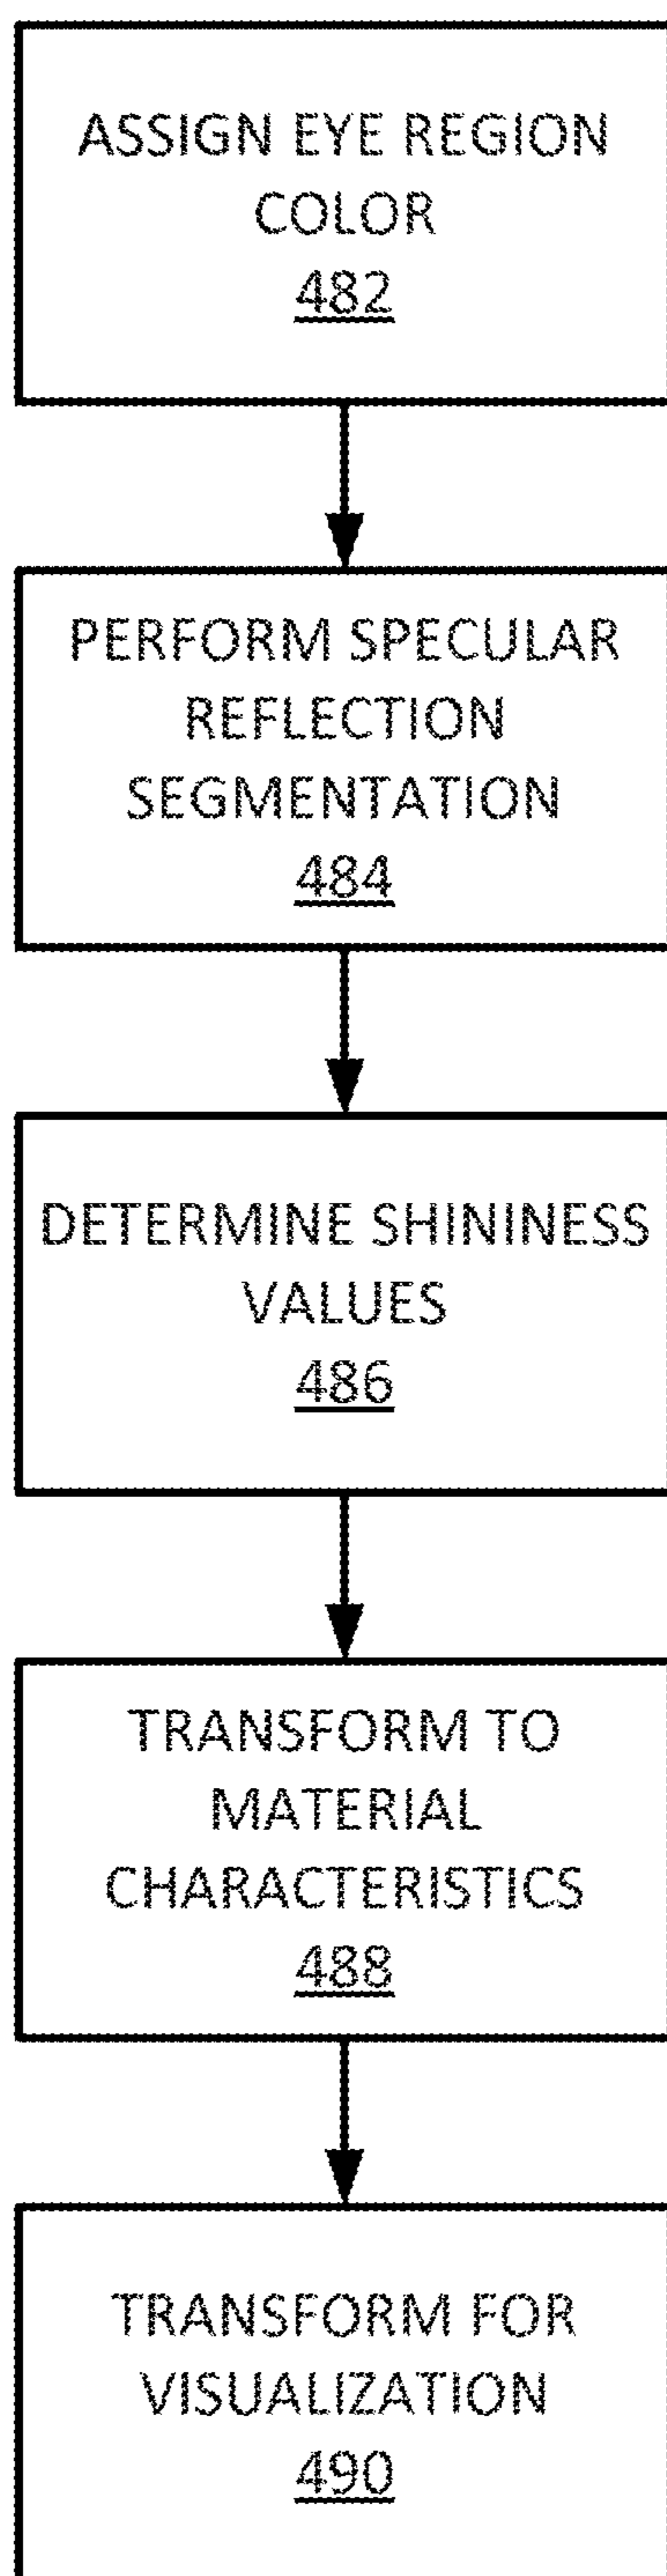 ASSIGN EYE REGION
COLOR
482
PERFORM SPECULAR
REFLECTION
SEGMENTATION
484
DETERMINE SHININESS
VALUES
486
TRANSFORM TO
MATERIAL
CHARACTERISTICS
488
TRANSFORM FOR
VISUALIZATION
490